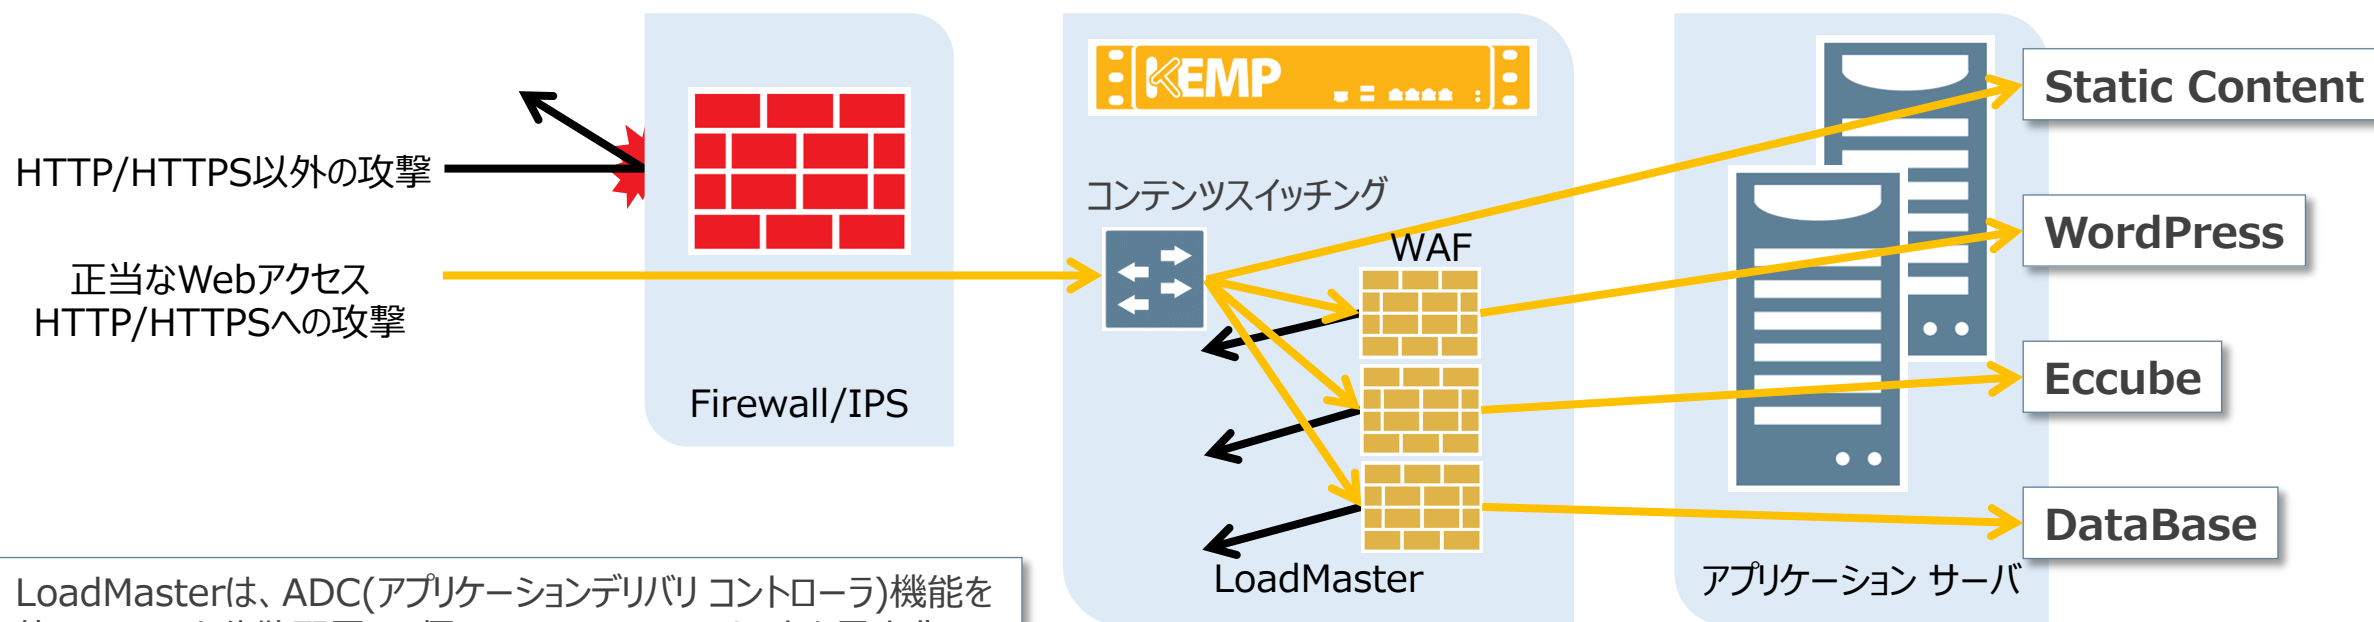 KEMP
Static Content
HTTP/HTTPS以外の攻撃
コンテンツスイッチング
WAF
WordPress
正当なWebアクセス
HTTP/HTTPSへの攻撃
Firewall/IPS
Eccube
DataBase
LoadMaster
アプリケーション サーバ
LoadMasterは、ADC(アプリケーションデリバリ コントローラ)機能を